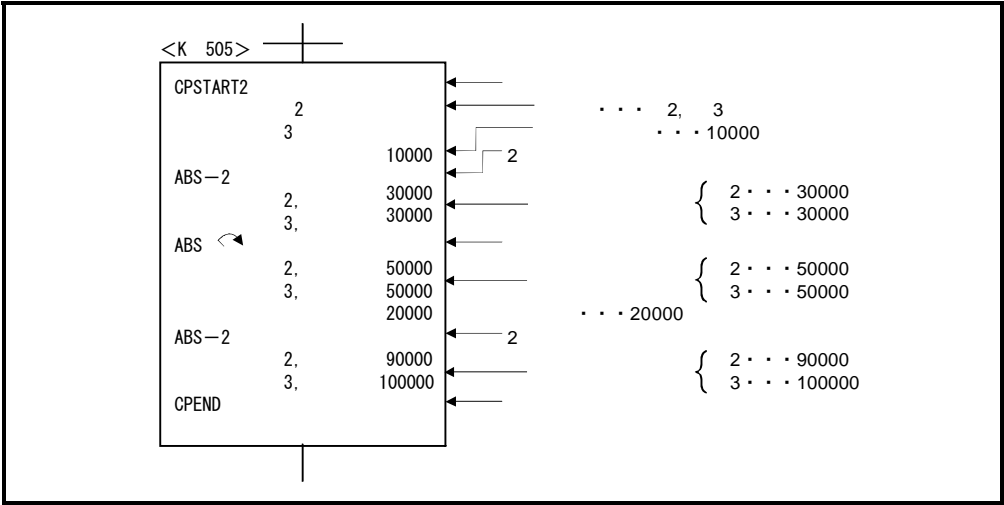 <K 505>
CPSTART2
2 ・・・ 2, 3
3 ・・・10000
10000 2
ABS－2
2, 30000 2・・・30000
3, 30000 3・・・30000
ABS
2, 50000 2・・・50000
3, 50000 3・・・50000
20000 ・・・20000
ABS－2 2
2, 90000 2・・・90000
3, 100000 3・・・100000
CPEND